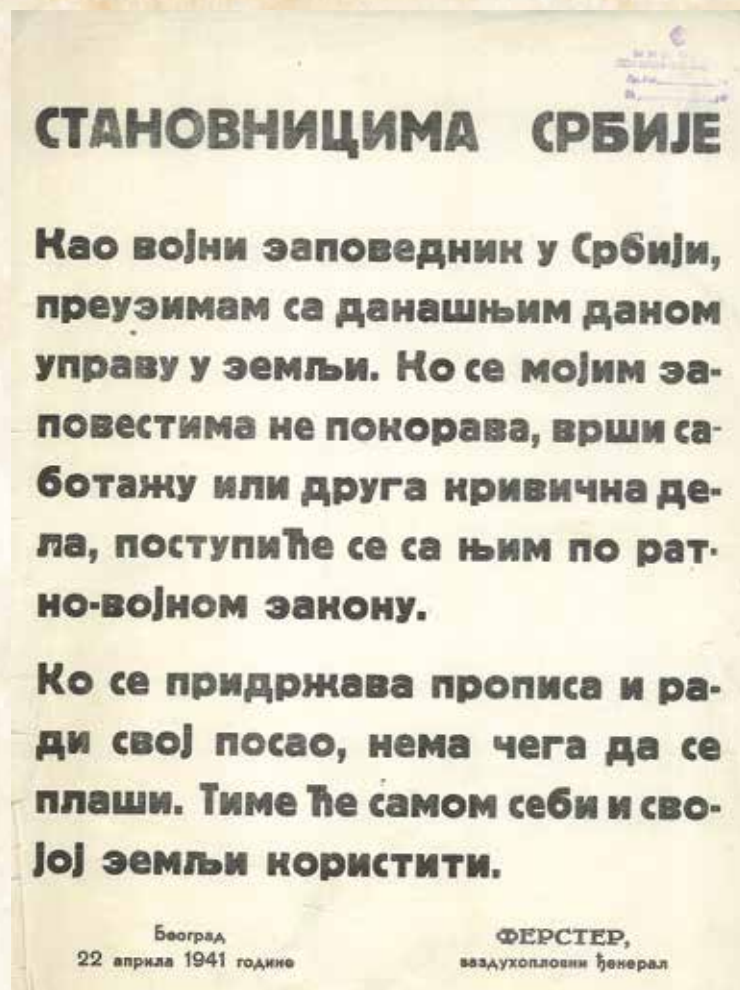 СТАНОВНИЦИМА СРБИЈЕ
Као војни заповедник у Србији,
преузимам са данашњим даном
управу у земљи. Ко се мојим за-
повестима не покорава, врши са-
ботажу или друга кривична де-
ла, поступиће се са њим по рат-
но-војном закону.
Ко се придржава прописа и ра-
ди свој посао, нема чега да се
плаши. Тиме ће самом себи и сво-
јој земљи користити.
Београд
22 априла 1941 године
ФЕРСТЕР,
ваздухопловни ђенерал